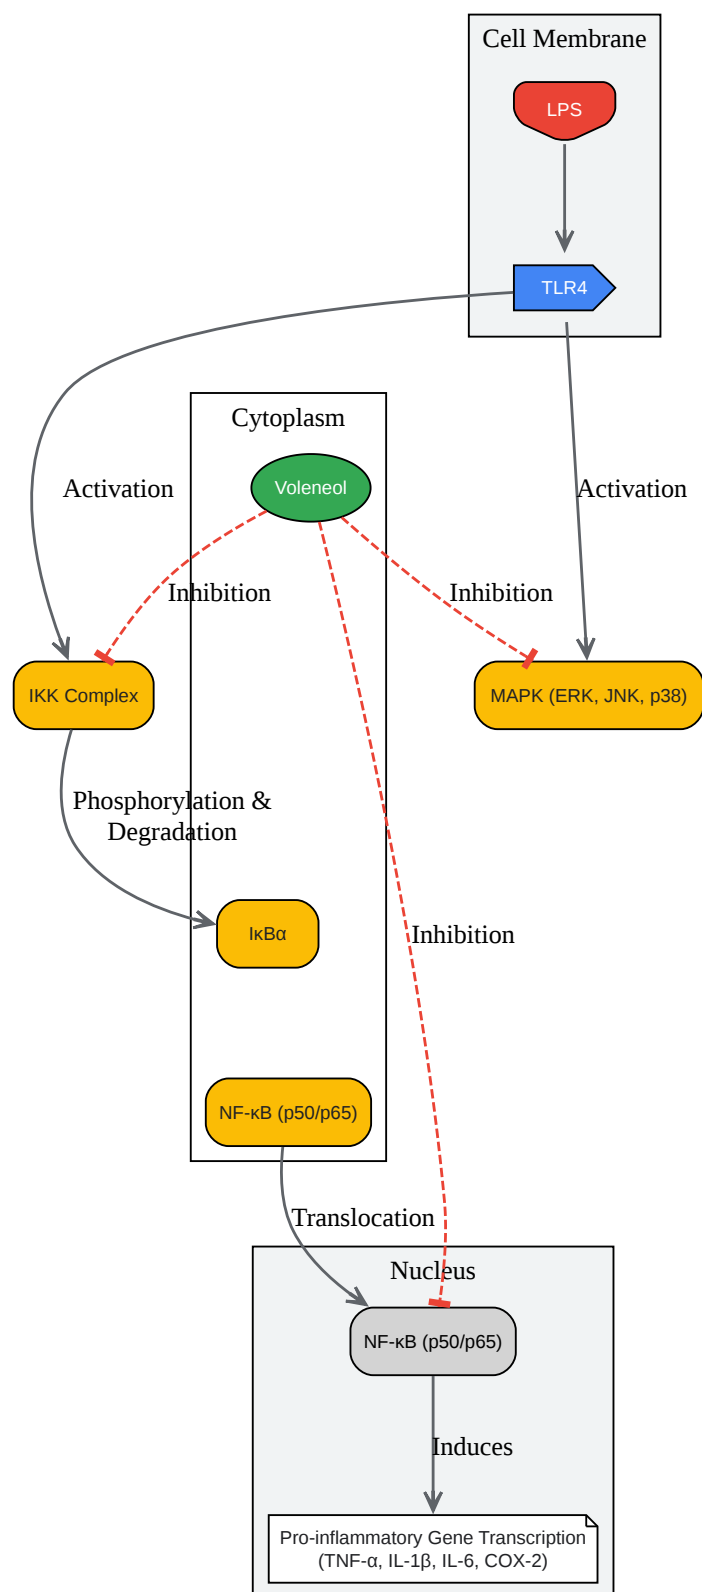 Cell Membrane
LPS
TLR4
Cytoplasm
Voleneol
Activation
Activation
Inhibition
Inhibition
IKK Complex
MAPK (ERK, JNK, p38)
Phosphorylation &
Degradation
IκBα
Inhibition
NF-κB (p50/p65)
Translocation
Nucleus
NF-κB (p50/p65)
Induces
Pro-inflammatory Gene Transcription
(TNF-α, IL-1β, IL-6, COX-2)